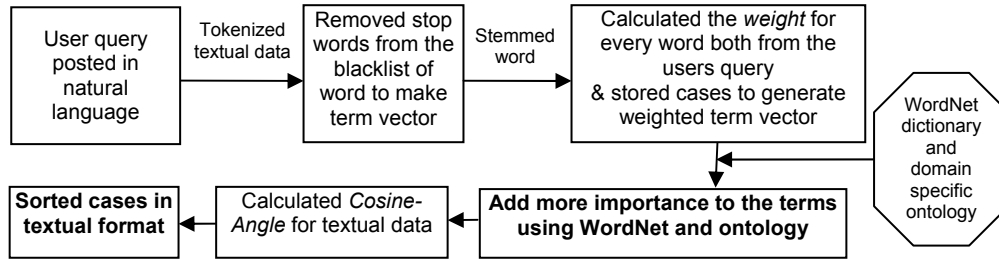 User query
posted in
natural
language
Tokenized
textual data
Removed stop
words from the
blacklist of
word to make
term vector
Stemmed
word
Calculated the weight for
every word both from the
users query
& stored cases to generate
weighted term vector
WordNet
dictionary
and
domain
specific
ontology
Add more importance to the terms
using WordNet and ontology
Calculated Cosine-
Angle for textual data
Sorted cases in
textual format